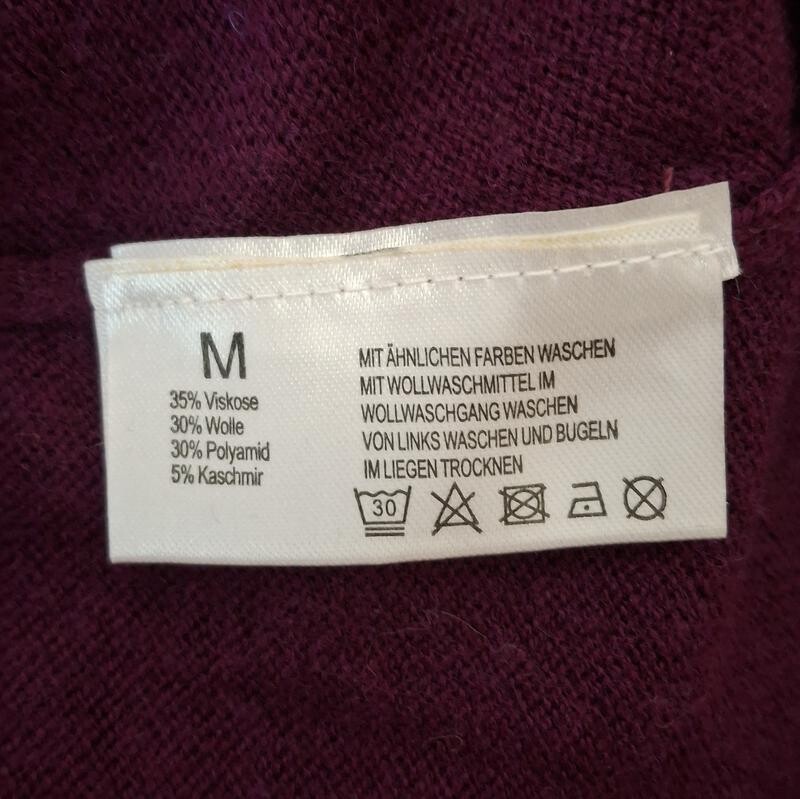 M
35% Viskose
30% Wolle
30% Polyamid
5% Kaschmir
MIT ÄHNLICHEN FARBEN WASCHEN
MIT WOLLWASCHMITTEL IM
WOLLWASCHGANG WASCHEN
VON LINKS WASCHEN UND BUGELN
IM LIEGEN TROCKNEN
30